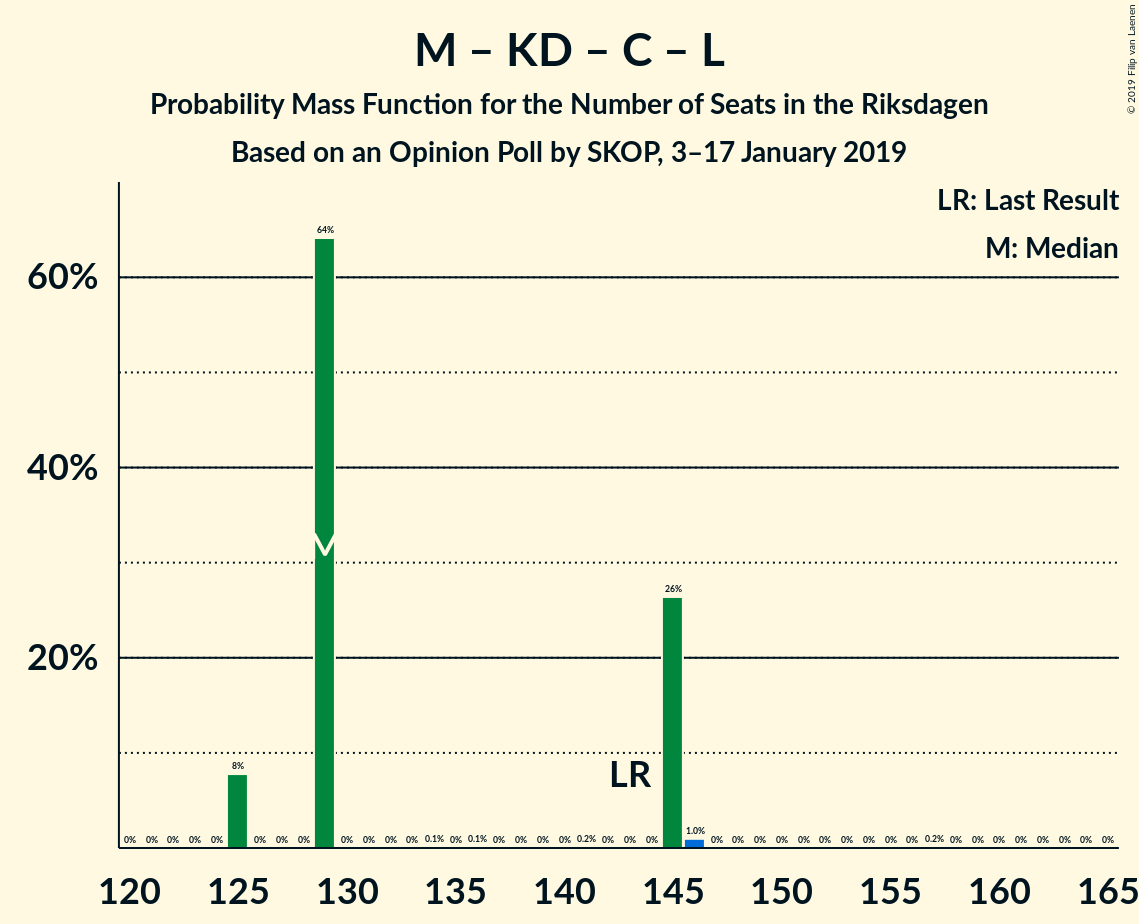 M – KD – C – L
Probability Mass Function for the Number of Seats in the Riksdagen
Based on an Opinion Poll by SKOP, 3–17 January 2019
© 2019 Filip van Laenen
LR: Last Result
M: Median
60%
40%
20%
64%
26%
8%
LR
M
0% 0% 0% 0% 0% 0% 0% 0% 0% 0% 0% 0% 0.1% 0% 0.1% 0% 0% 0% 0% 0.2% 0% 0% 0% 1.0% 0% 0% 0% 0% 0% 0% 0% 0% 0% 0% 0.2% 0% 0% 0% 0% 0% 0% 0% 0%
120 125 130 135 140 145 150 155 160 165